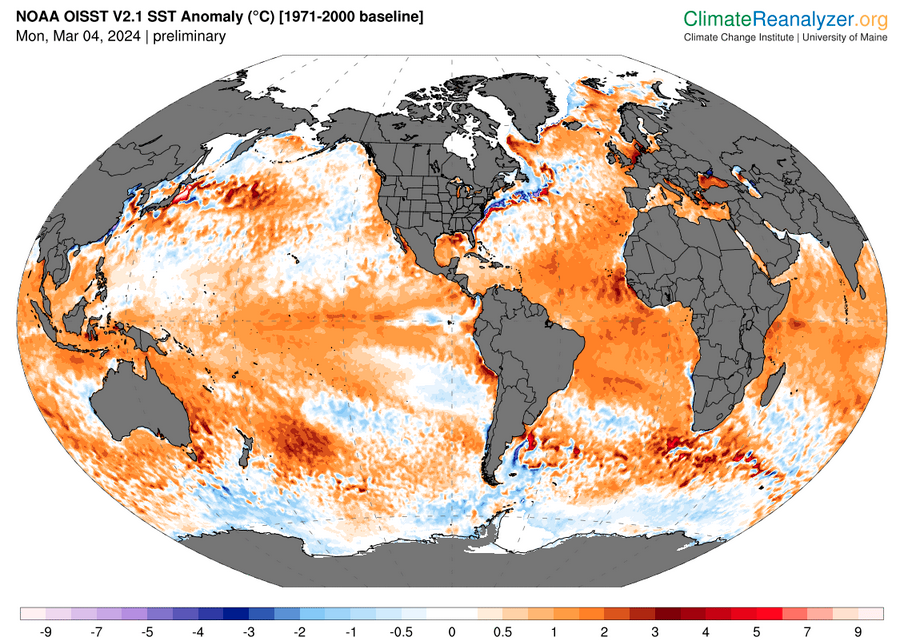 NOAA OISST V2.1 SST Anomaly (°C) [1971-2000 baseline]
Mon, Mar 04, 2024 | preliminary
ClimateReanalyzer.org
Climate Change Institute | University of Maine
-9 -7 -5 -4 -3 -2 -1 -0.5 0 0.5 1 2 3 4 5 7 9